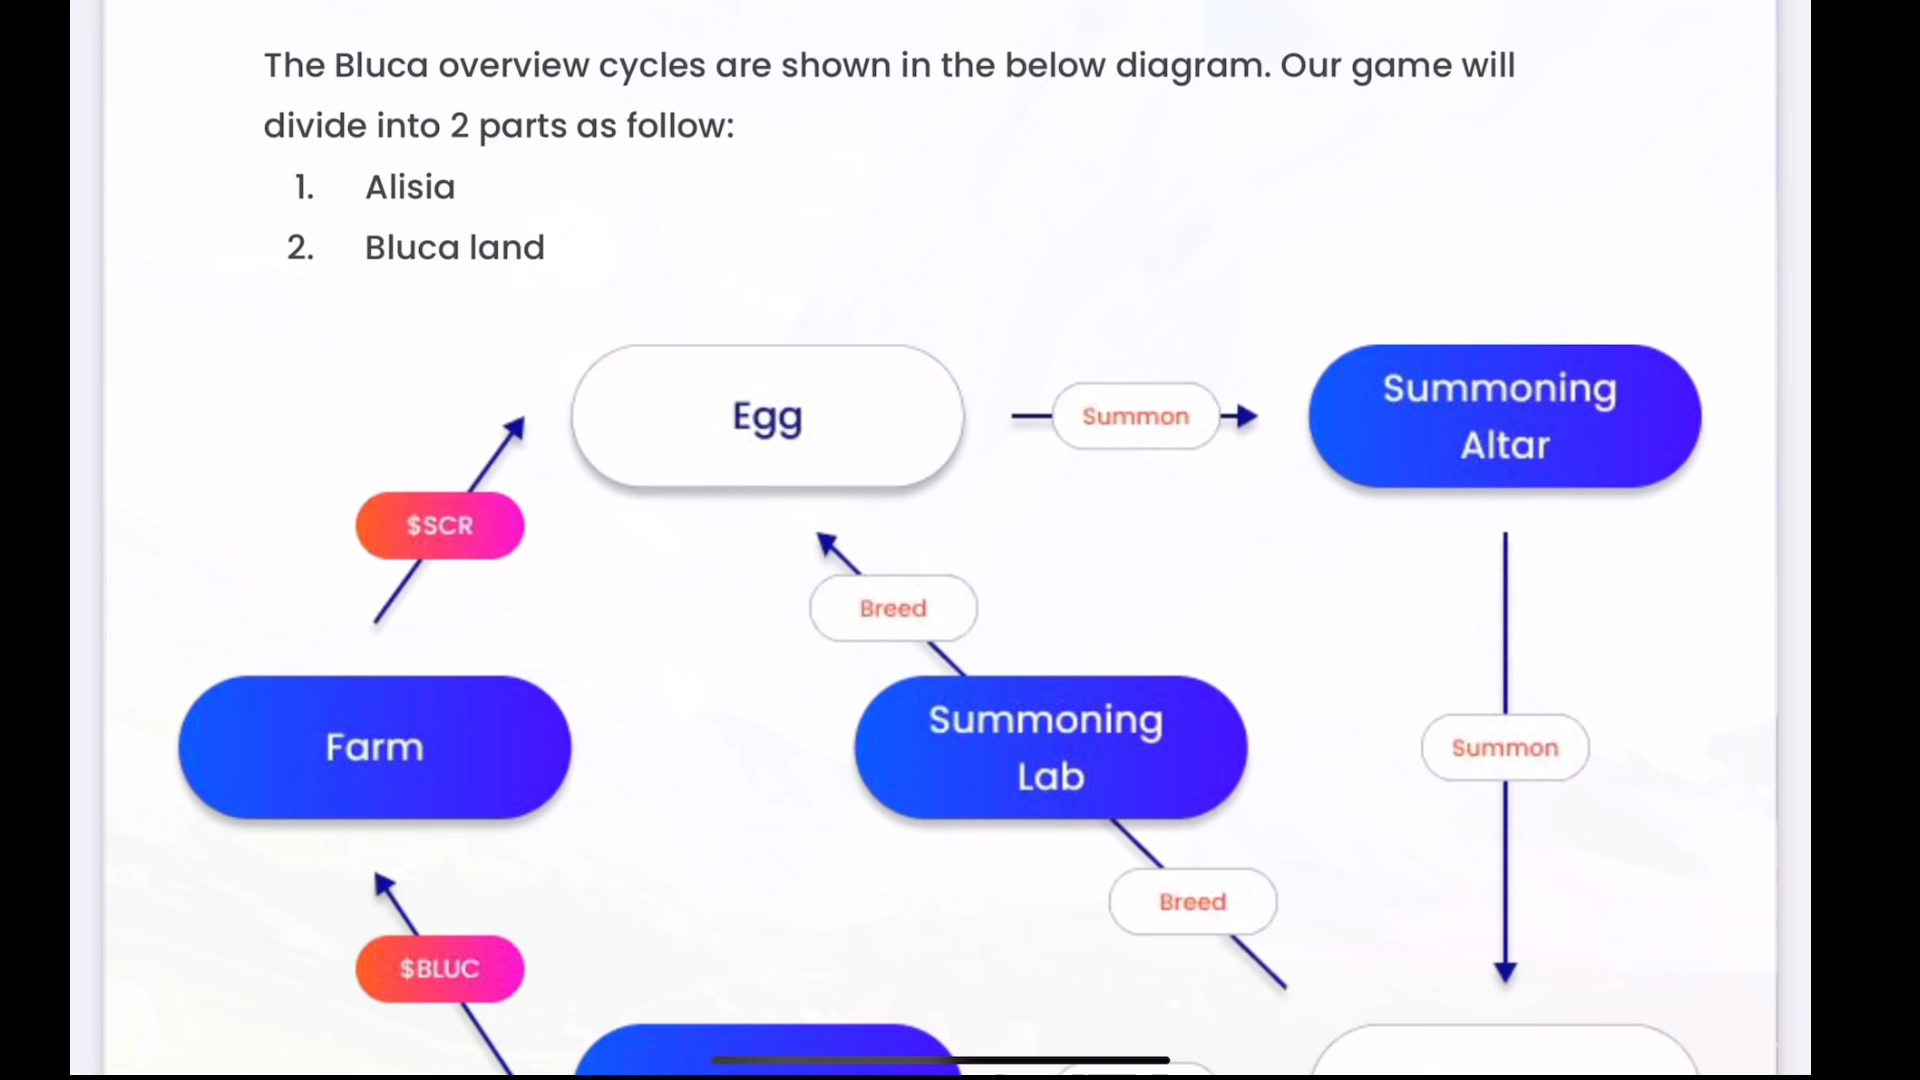 The Bluca overview cycles are shown in the below diagram. Our game will
divide into 2 parts as follow:
1. Alisia
2. Bluca land
Egg
Summon
Summoning
Altar
$SCR
Breed
Farm
Summoning
Lab
Summon
Breed
$BLUC